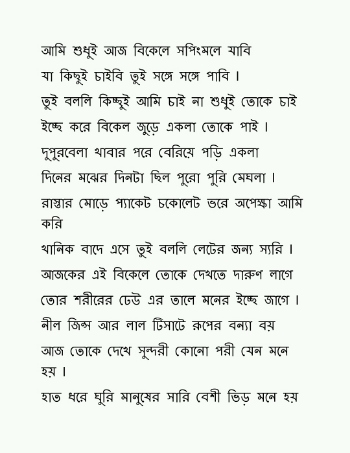 আমি শুধুই আজ বিকেলে সপিংমলে যাবি
যা কিছুই চাইবি তুই সঙ্গে সঙ্গে পাবি ।
তুই বললি কিচ্ছুই আমি চাই না শুধুই তোকে চাই
ইচ্ছে করে বিকেল জুড়ে একলা তোকে পাই ।
দুপুরবেলা খাবার পরে বেরিয়ে পড়ি একলা
দিনের মঝের দিনটা ছিল পুরো পুরি মেঘলা ।
রাস্তার মোড়ে প্যাকেট চকোলেট ভরে অপেক্ষা আমি
করি
খানিক বাদে এসে তুই বললি লেটের জন্য স্যরি ।
আজকের এই বিকেলে তোকে দেখতে দারুণ লাগে
তোর শরীরের ঢেউ এর তালে মনের ইচ্ছে জাগে ।
নীল জিন্স আর লাল টিসার্টে রূপের বন্যা বয়
আজ তোকে দেখে সুন্দরী কোনো পরী যেন মনে
হয় ।
হাত ধরে ঘুরি মানুষের সারি বেশী ভিড় মনে হয়